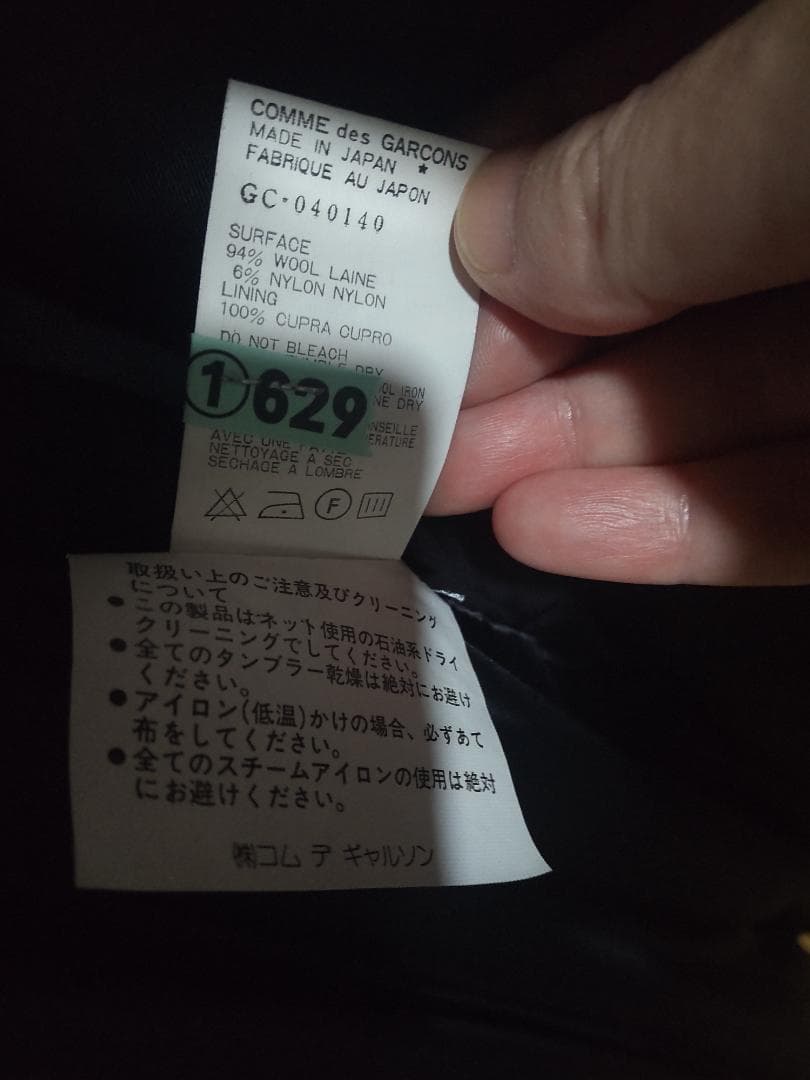 COMME des GARCONS
MADE IN JAPAN ★
FABRIQUE AU JAPON
GC·040140
SURFACE
94% WOOL LAINE
6% NYLON NYLON
LINING
100% CUPRA CUPRO
DO NOT BLEACH
DRY
IRON
DRY
①629
AVEC UNE
NETTOYAGE A SEC
SECHAGE A LOMBRE
F
取扱い上のご注意及びクリーニング
について
●この製品はネット使用の石油系ドライ
クリーニングでしてください。
●全てのタンブラー乾燥は絶対にお避け
ください。
●アイロン(低温)かけの場合、必ずあて
布をしてください。
●全てのスチームアイロンの使用は絶対
にお避けください。
㈱コム デ ギャルソン